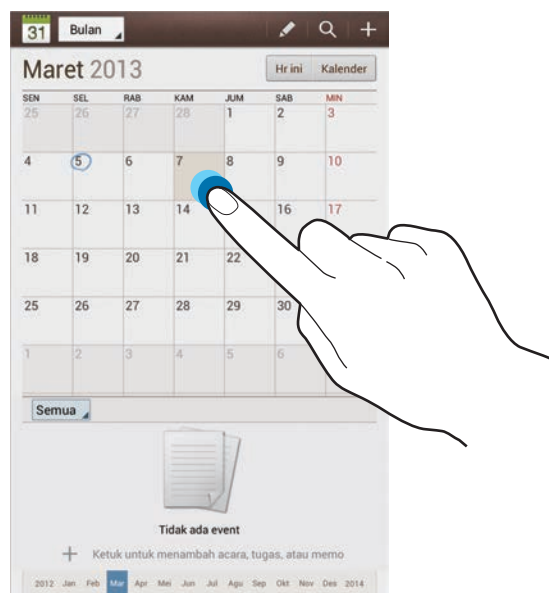 31 Bulan
Maret 2013 Hr ini Kalender
SEN SEL RAB KAM JUM SAB MIN
25 26 27 28 1 2 3
4 5 6 7 8 9 10
11 12 13 14 16 17
18 19 20 21 22
25 26 27 28 29 30
1 2 3 4 5 6
Semua
Tidak ada event
Ketuk untuk menambah acara, tugas, atau memo
2012 Jan Feb Mar Apr Mei Jun Jul Agu Sep Okt Nov Des 2014